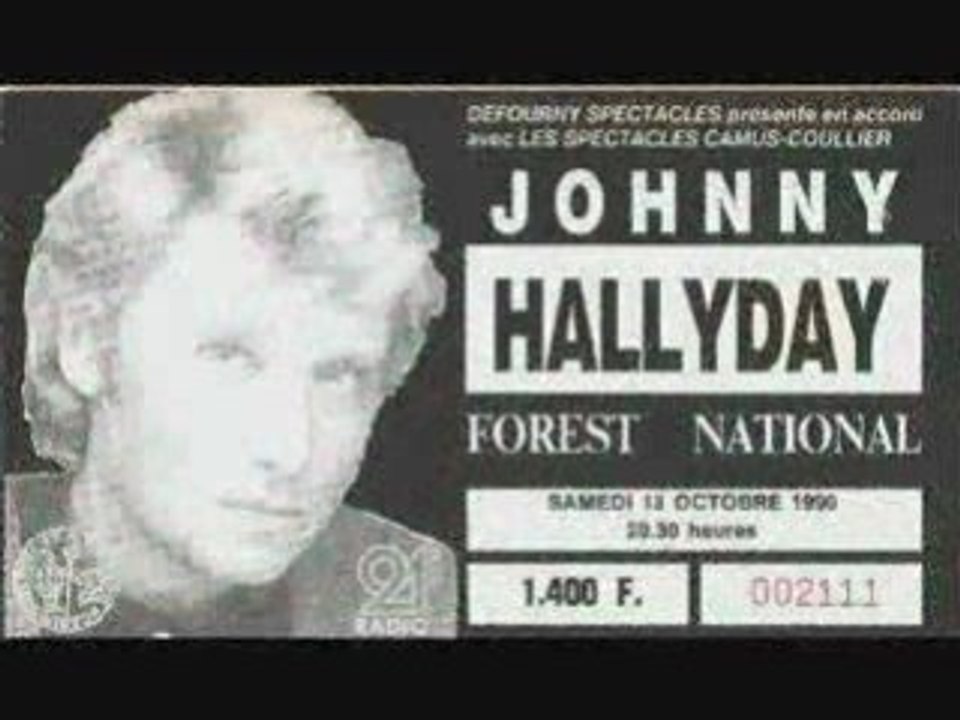 DEFOURNY SPECTACLES présente en accord
avec LES SPECTACLES CAMUS-COULLIER
JOHNNY
HALLYDAY
FOREST NATIONAL
SAMEDI 13 OCTOBRE 1990
20.30 heures
1.400 F.
002111
21
RADIO